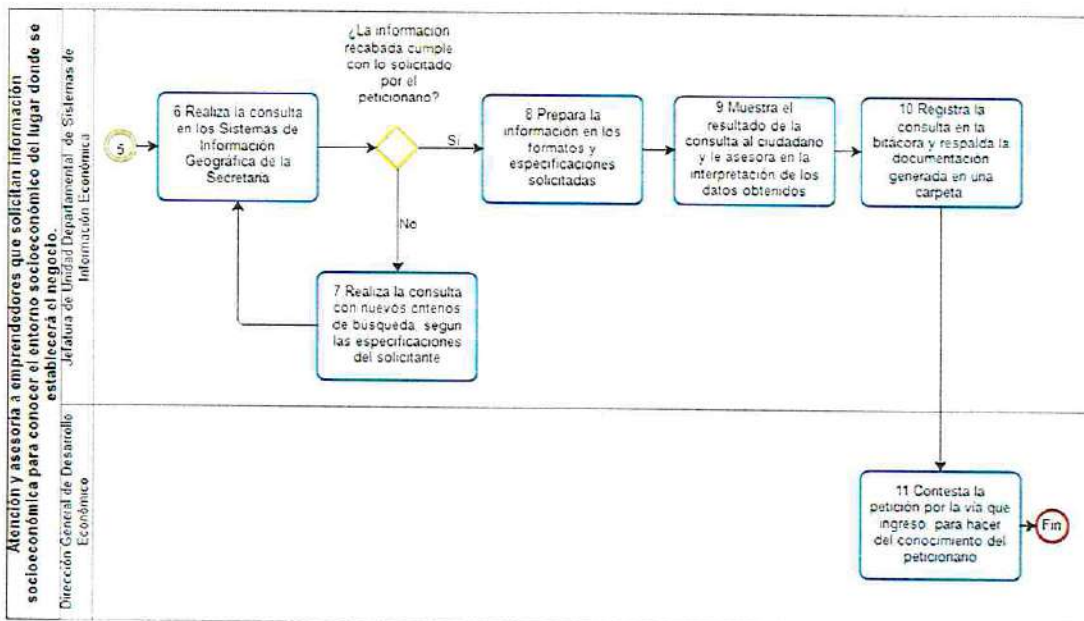 Atención y asesoría a emprendedores que solicitan información
socioeconómica para conocer el entorno socioeconómico del lugar donde se
establecerá el negocio.
Jefatura de Unidad Departamental de Sistemas de
Información Económica
5
6 Realiza la consulta
en los Sistemas de
Información
Geográfica de la
Secretaría
¿La información
recabada cumple
con lo solicitado
por el
peticionario?
Sí
No
7 Realiza la consulta
con nuevos criterios
de búsqueda, según
las especificaciones
del solicitante
8 Prepara la
información en los
formatos y
especificaciones
solicitadas
9 Muestra el
resultado de la
consulta al ciudadano
y le asesora en la
interpretación de los
datos obtenidos
10 Registra la
consulta en la
bitácora y respalda la
documentación
generada en una
carpeta
Dirección General de Desarrollo
Económico
11 Contesta la
petición por la vía que
ingreso, para hacer
del conocimiento del
peticionario
Fin